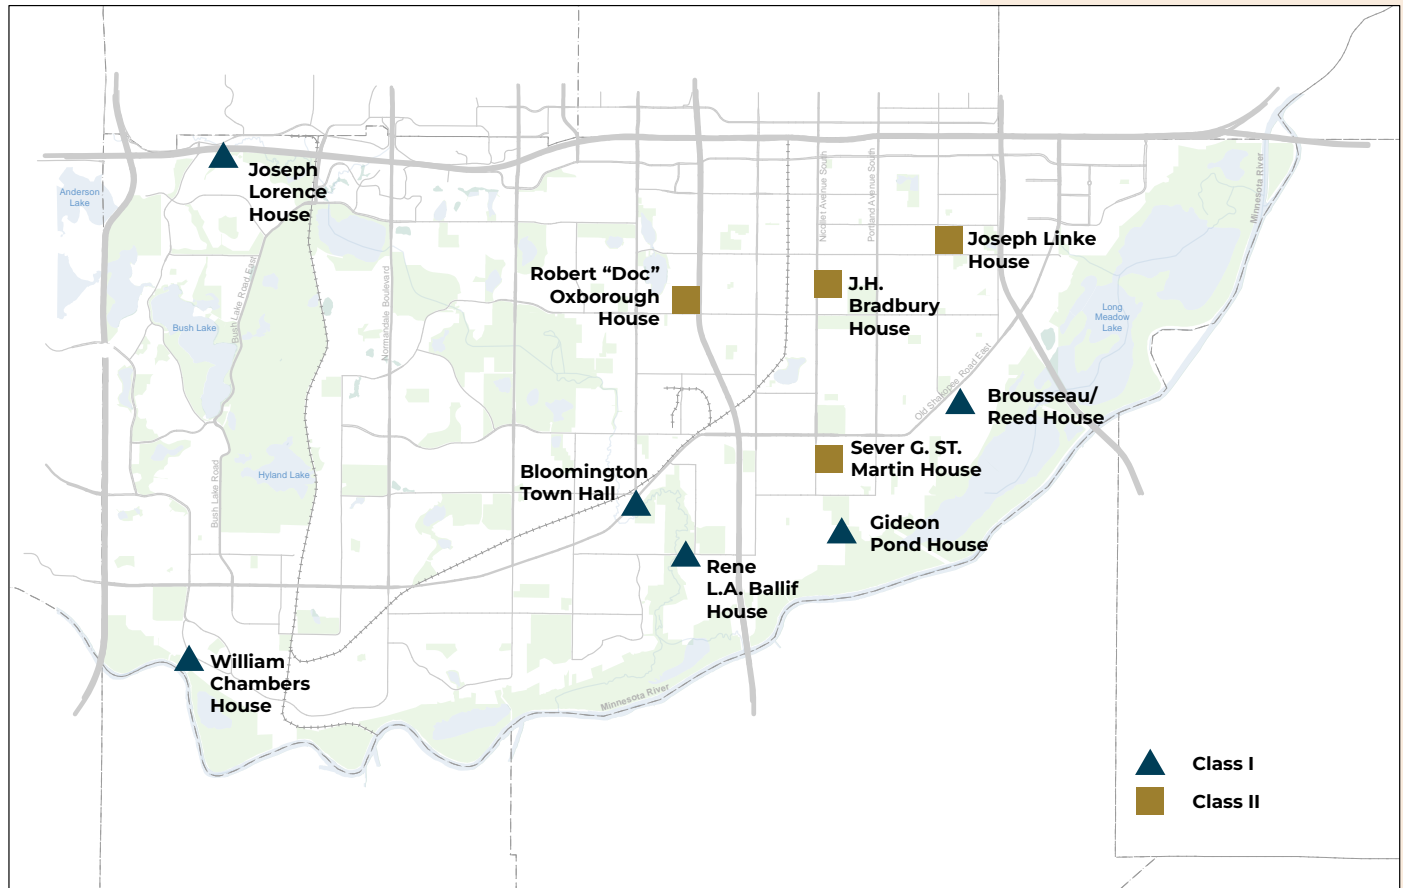 Joseph
Lorence
House
Anderson
Lake
Minnesota River
Nicollet Avenue South
Portland Avenue South
Joseph Linke
House
Robert “Doc”
Oxborough
House
J.H.
Bradbury
House
Bush Lake Road East
Normandale Boulevard
Bush Lake
Long
Meadow
Lake
Old Shakopee Road East
Brousseau/
Reed House
Sever G. ST.
Martin House
Bloomington
Town Hall
Hyland Lake
Bush Lake Road
Gideon
Pond House
Rene
L.A. Ballif
House
William
Chambers
House
Minnesota River
Class I
Class II